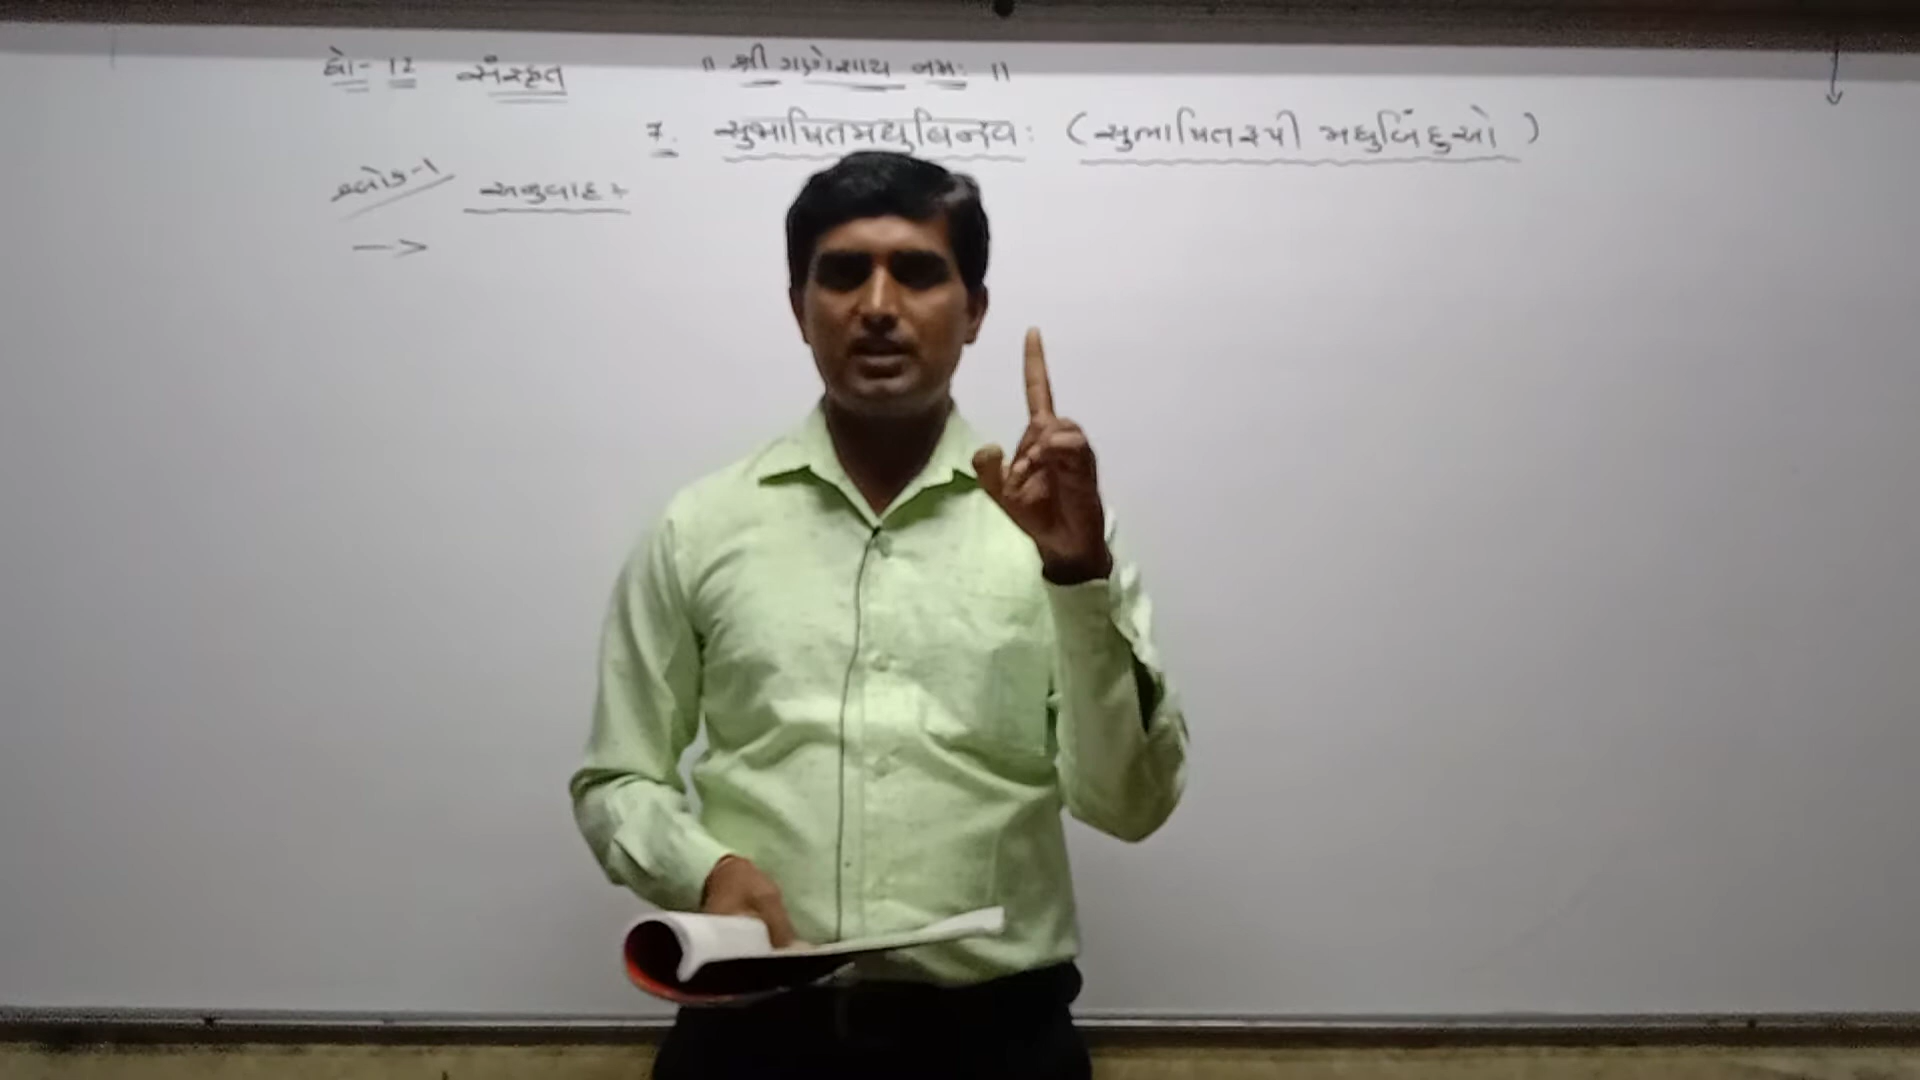 ધો- 12 સંસ્કૃત ॥ શ્રી ગણેશાય નમઃ ॥
7. સુભાષિતમધુબિન્દવઃ (સુભાષિતરૂપી મધુબિંદુઓ)
શ્લોક-1 અનુવાદ